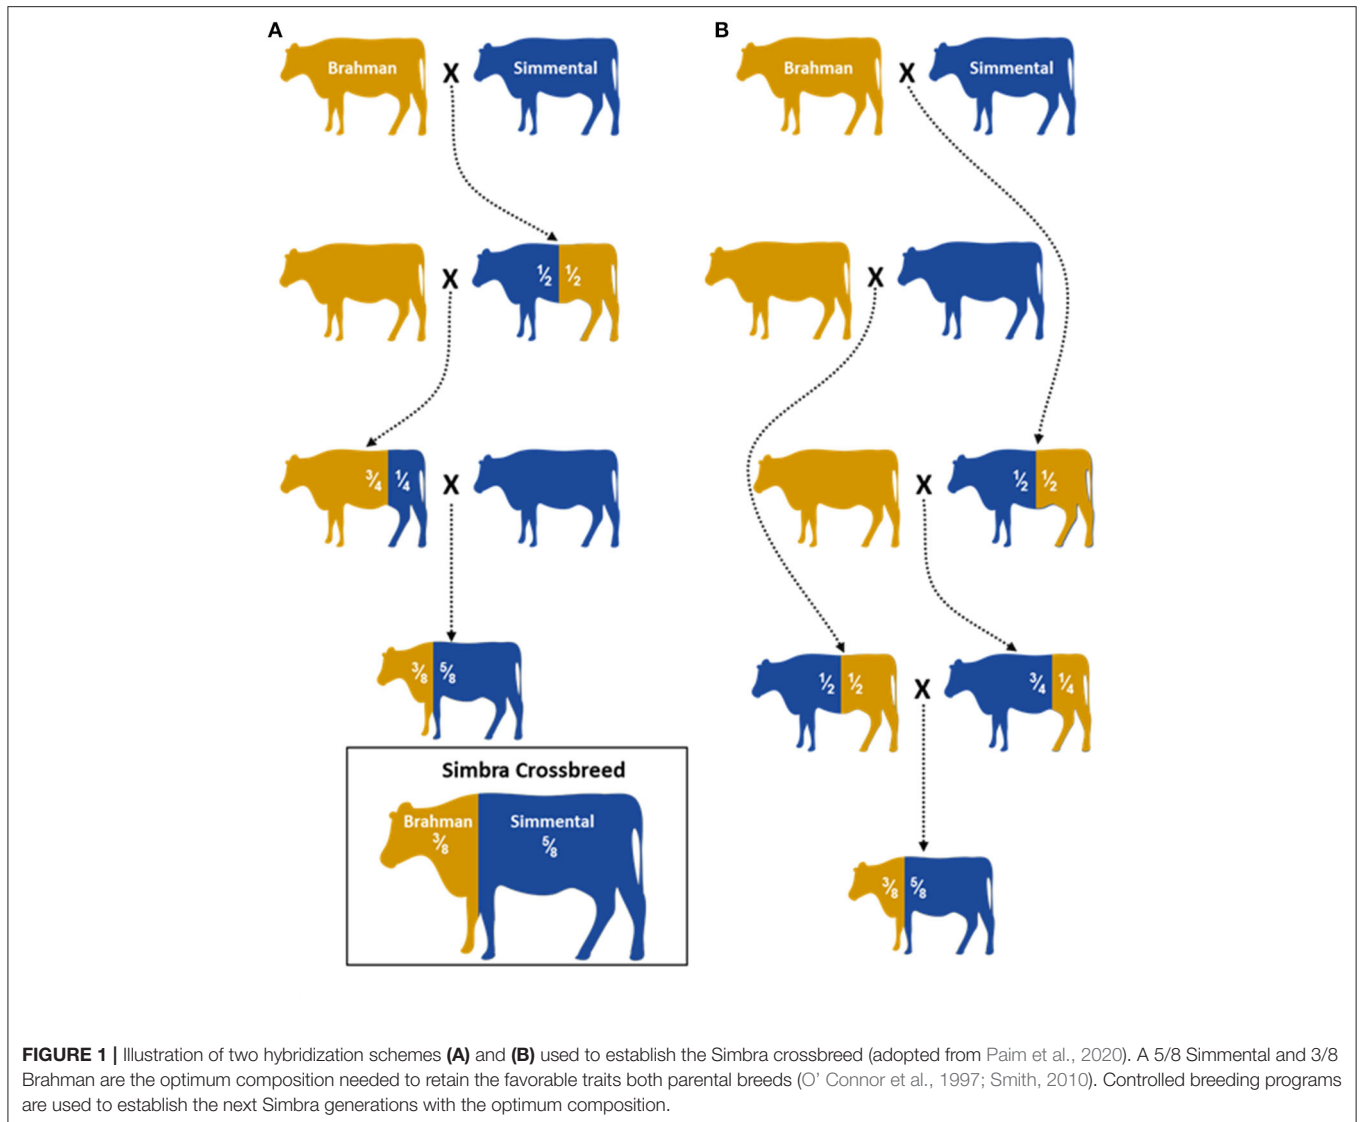 A
B
Brahman X Simmental
Brahman X Simmental
X ½ ½
X
¾ ¼ X
X ½ ½
⅜ ⅝
½ ½ X ¾ ¼
Simbra Crossbreed
Brahman Simmental
⅜ ⅝
⅜ ⅝
FIGURE 1 | Illustration of two hybridization schemes (A) and (B) used to establish the Simbra crossbreed (adopted from Paim et al., 2020). A 5/8 Simmental and 3/8
Brahman are the optimum composition needed to retain the favorable traits both parental breeds (O' Connor et al., 1997; Smith, 2010). Controlled breeding programs
are used to establish the next Simbra generations with the optimum composition.